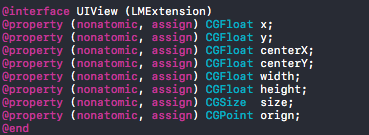 @interface UIView (LMExtension)
@property (nonatomic, assign) CGFloat x;
@property (nonatomic, assign) CGFloat y;
@property (nonatomic, assign) CGFloat centerX;
@property (nonatomic, assign) CGFloat centerY;
@property (nonatomic, assign) CGFloat width;
@property (nonatomic, assign) CGFloat height;
@property (nonatomic, assign) CGSize  size;
@property (nonatomic, assign) CGPoint orign;
@end